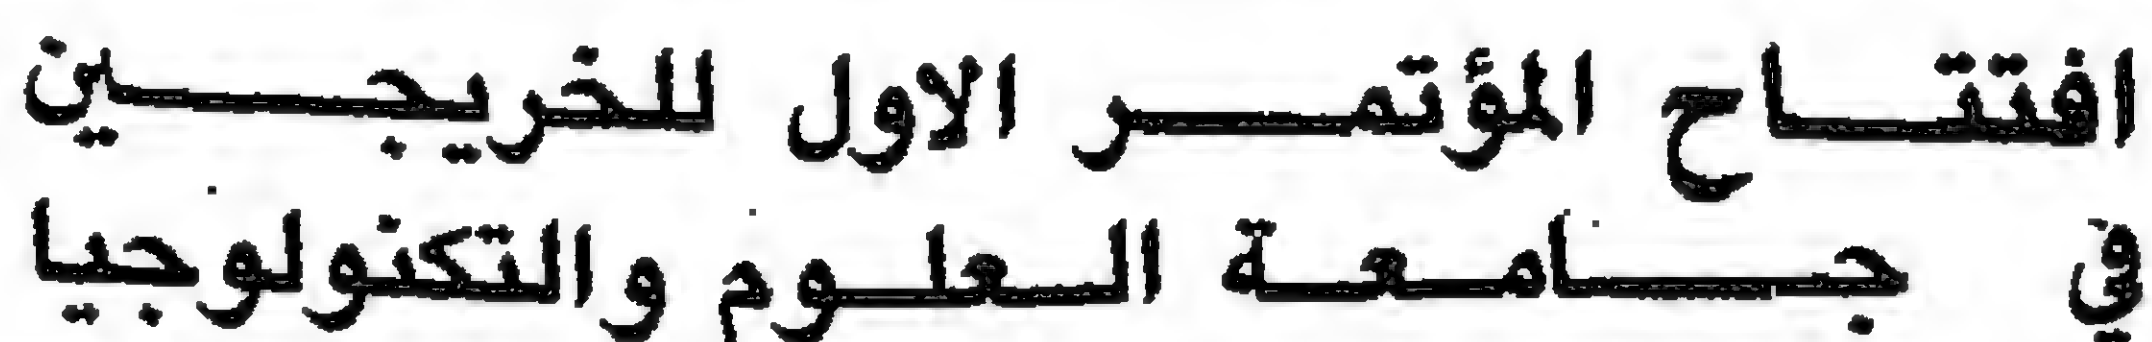 افتتاح المؤتمر الاول للخريجين
في جامعة العلوم والتكنولوجيا